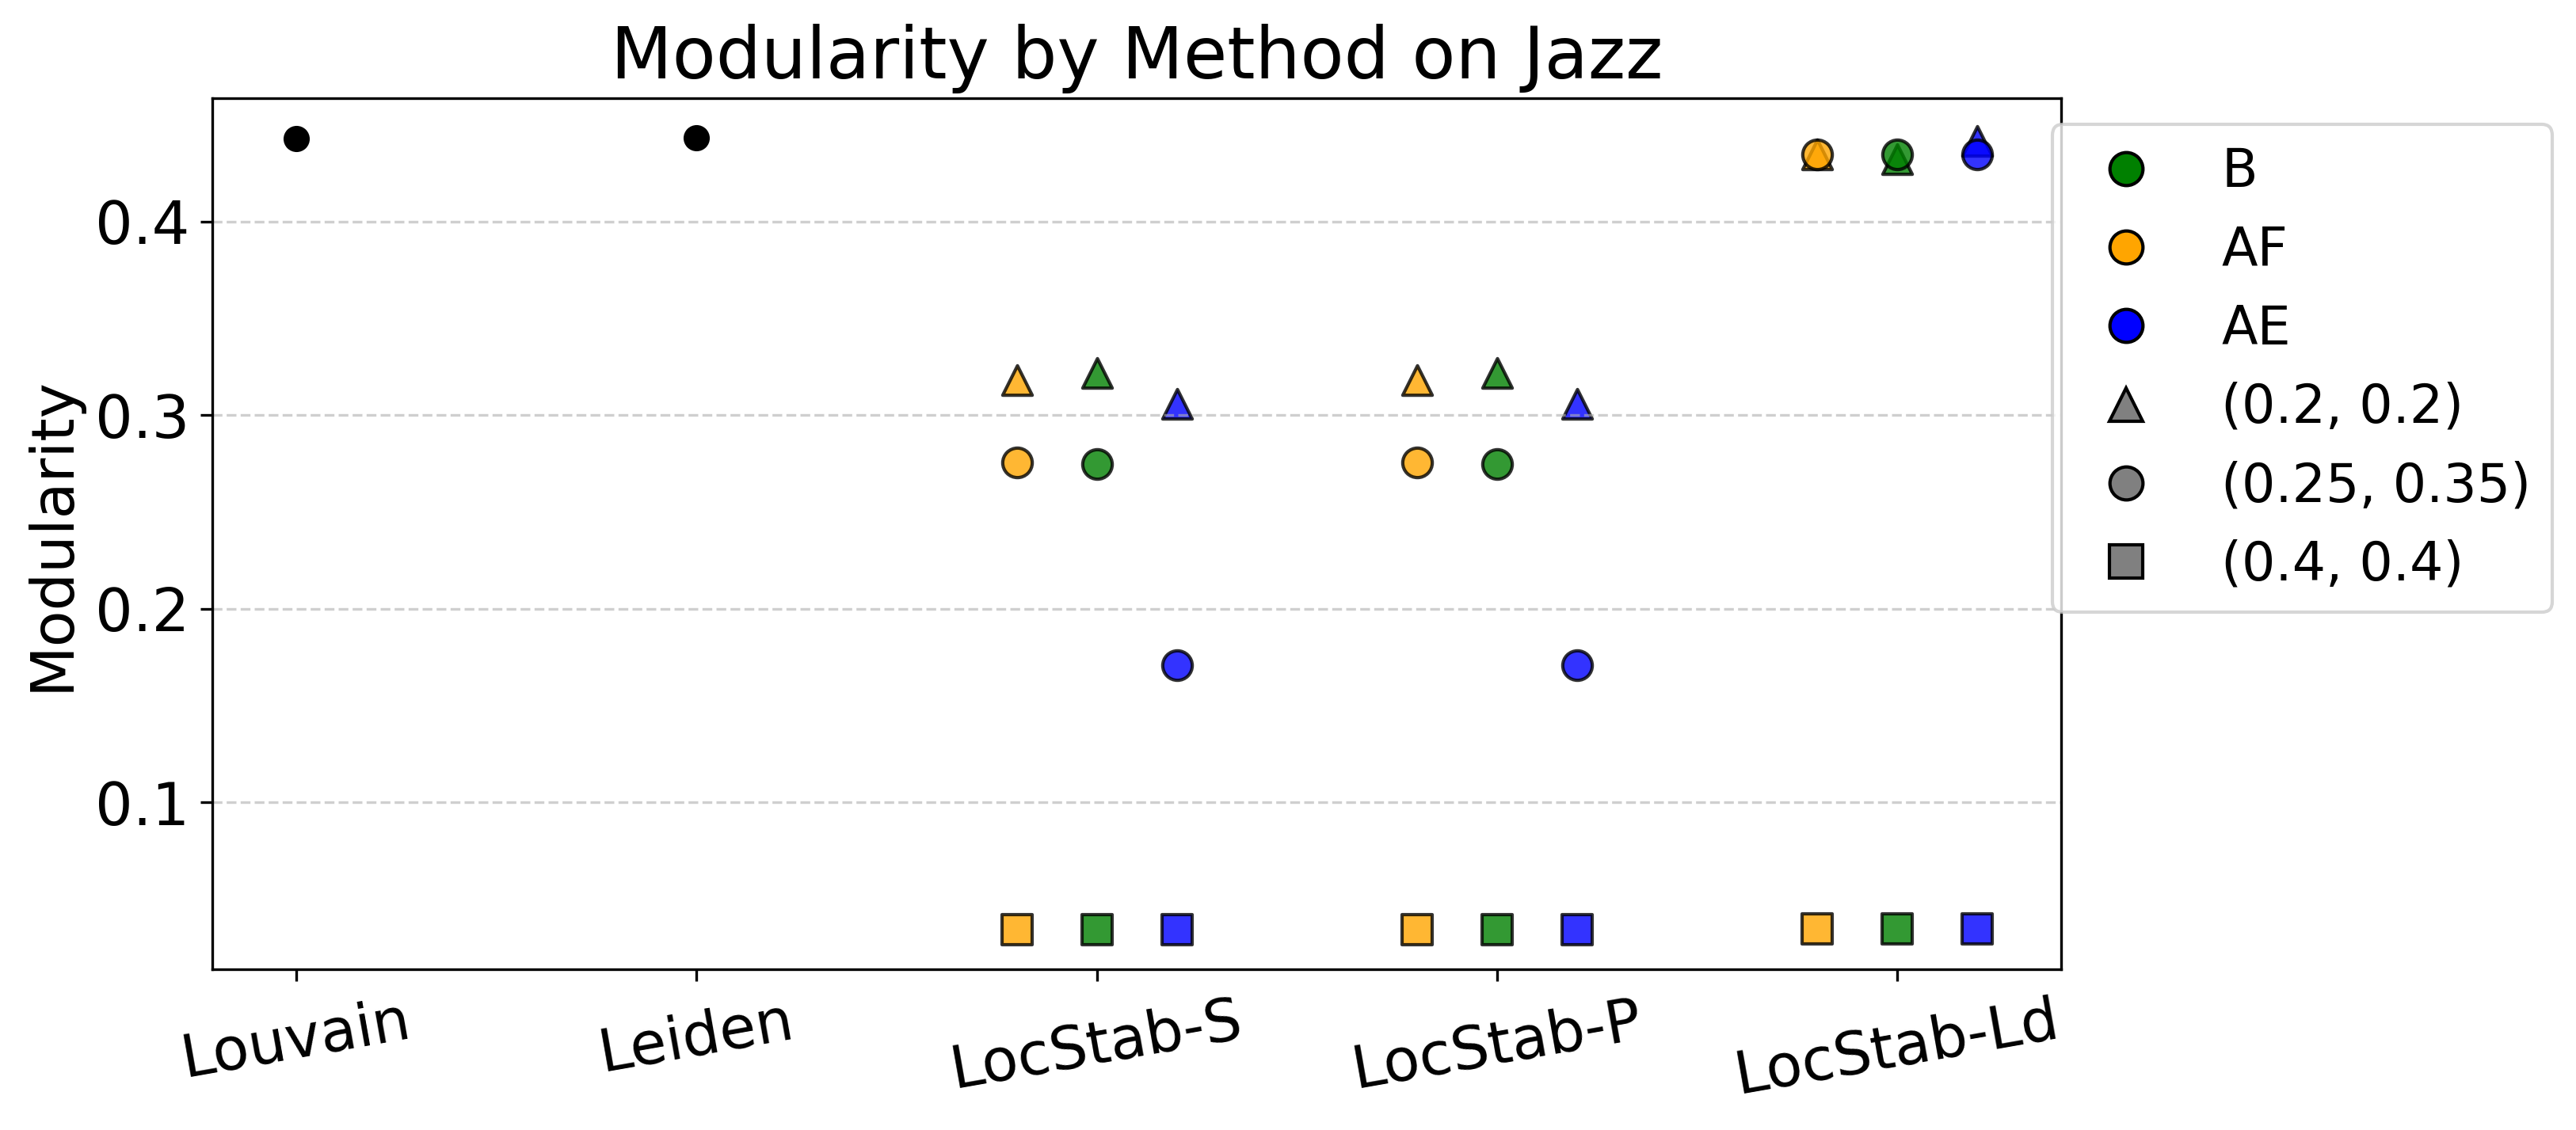 Modularity by Method on Jazz
Modularity
0.4
0.3
0.2
0.1
Louvain
Leiden
LocStab-S
LocStab-P
LocStab-Ld
B
AF
AE
(0.2, 0.2)
(0.25, 0.35)
(0.4, 0.4)